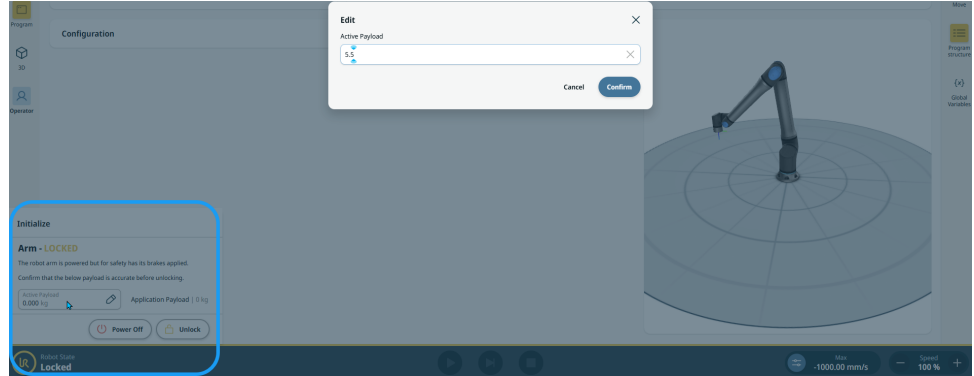 Edit
Active Payload
5.5
Cancel
Confirm
Program
3D
Operator
Configuration
Initialize
Arm - LOCKED
The robot arm is powered but for safety has its brakes applied.
Confirm that the below payload is accurate before unlocking.
Active Payload
0.000 kg
Application Payload | 0 kg
Power Off
Unlock
Move
Program
structure
{x}
Global
Variables
UR
Robot State
Locked
Max
-1000.00 mm/s
Speed
100 %